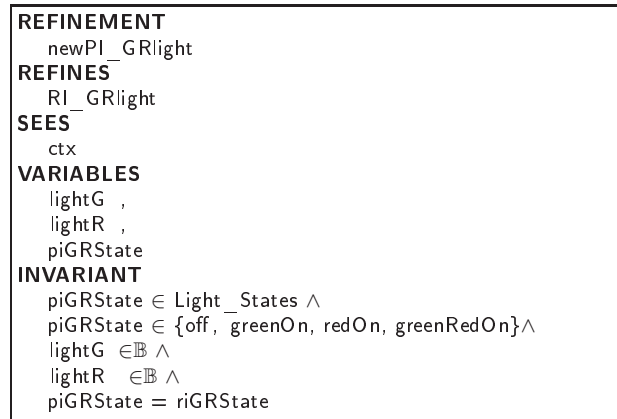 REFINEMENT
newPI_GRlight
REFINES
RI_GRlight
SEES
ctx
VARIABLES
lightG ,
lightR ,
piGRState
INVARIANT
piGRState ∈ Light_States ∧
piGRState ∈ {off, greenOn, redOn, greenRedOn}∧
lightG ∈𝔹 ∧
lightR ∈𝔹 ∧
piGRState = riGRState